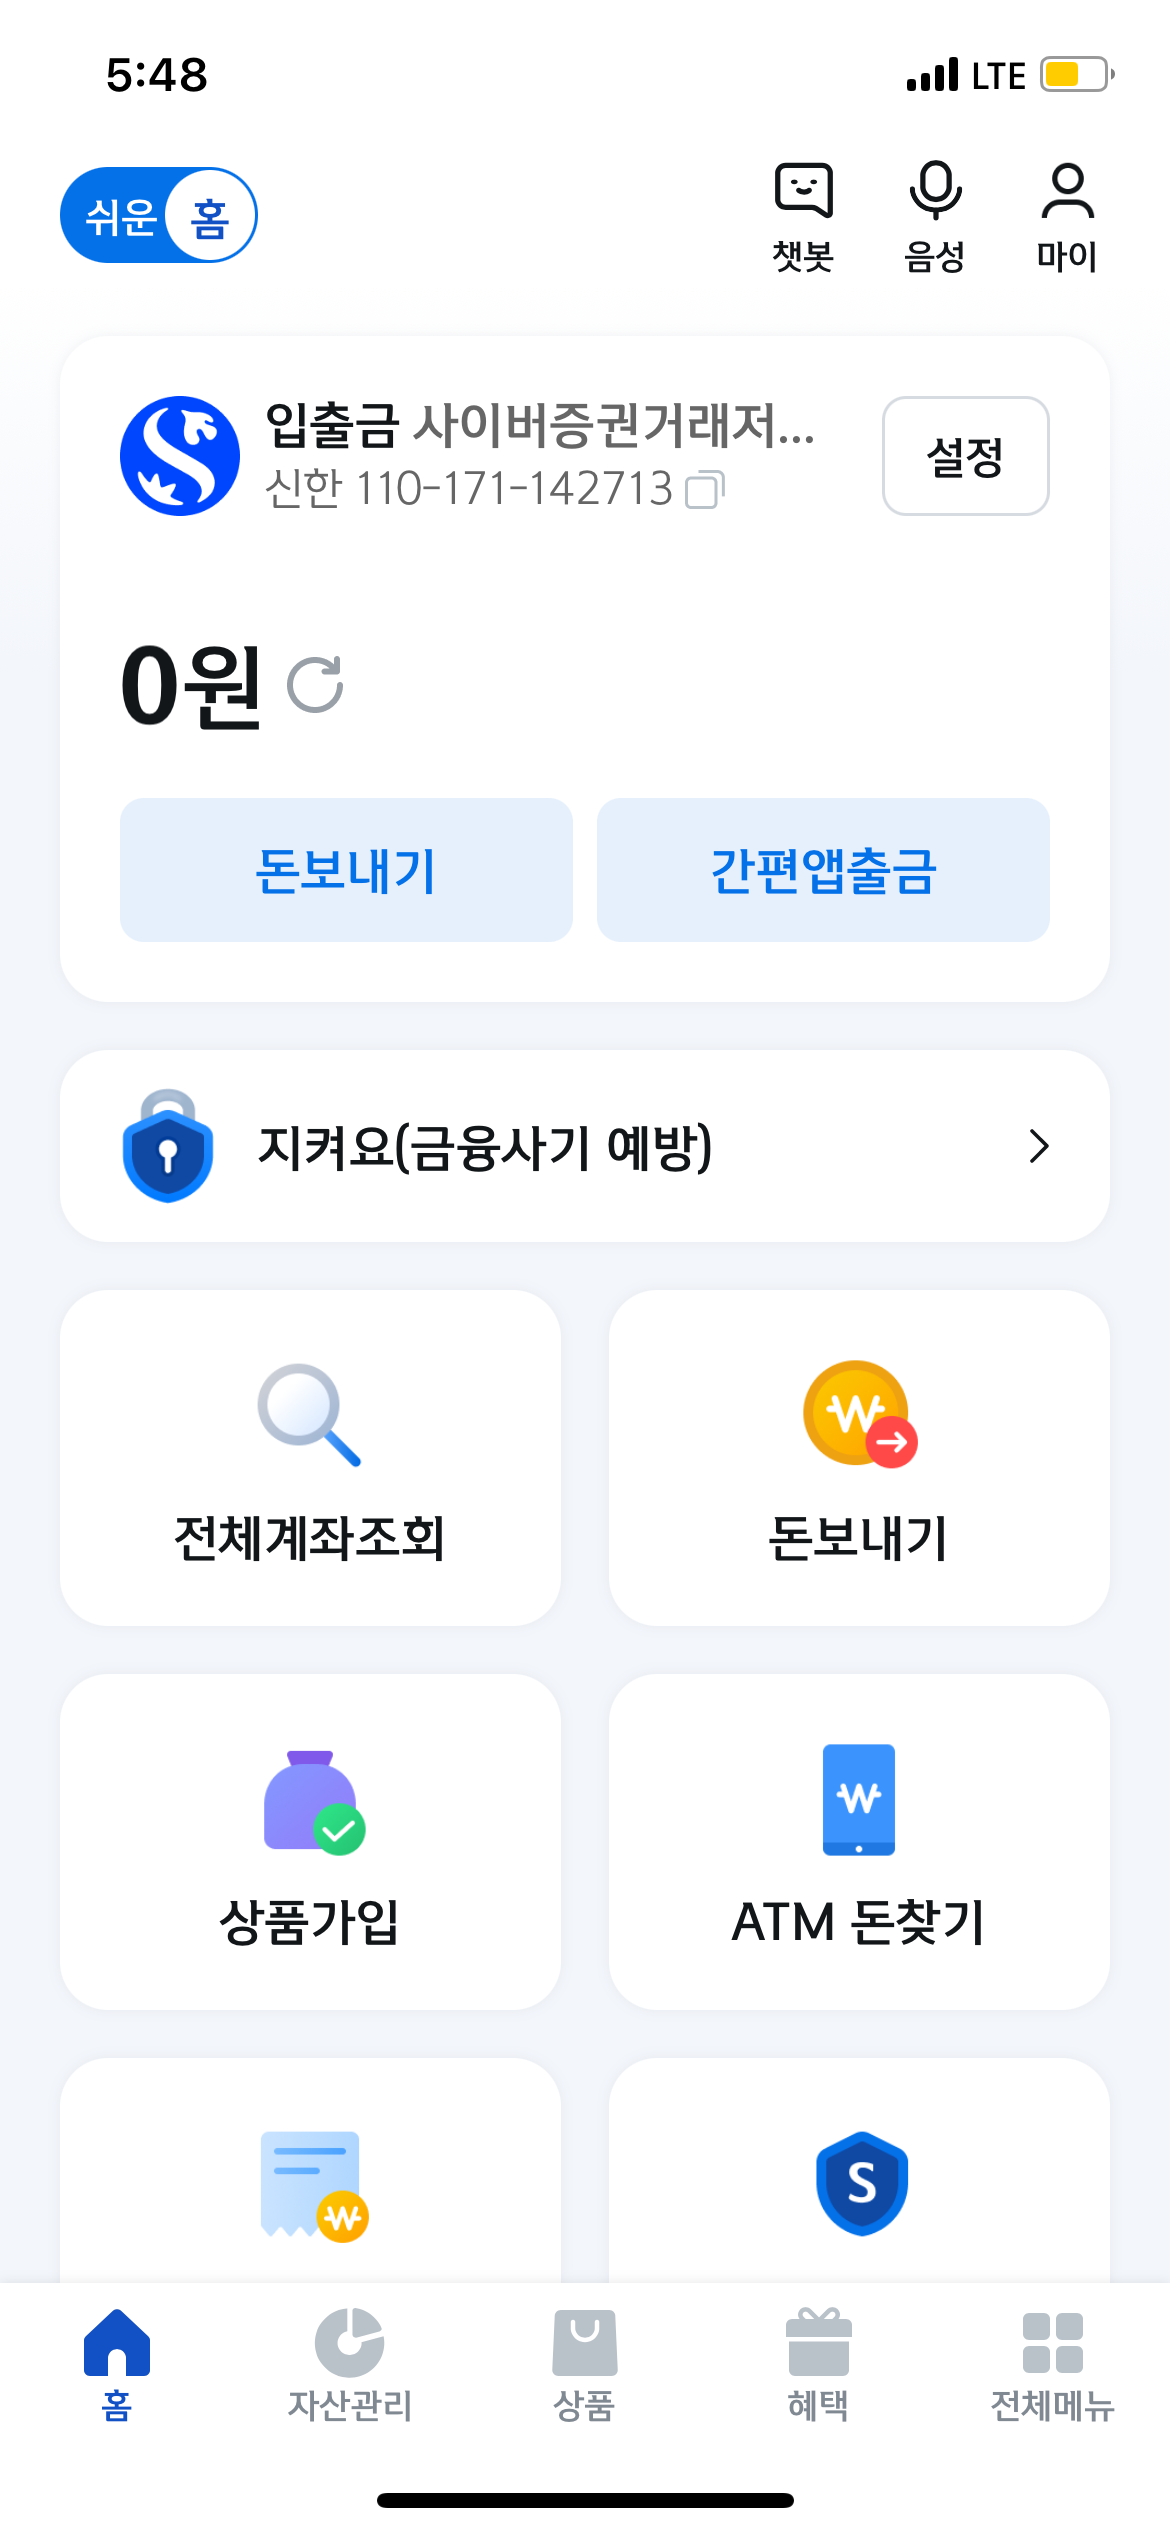 5:48
LTE
쉬운 홈
챗봇 음성 마이
입출금 사이버증권거래저...
신한 110-171-142713
설정
0원
돈보내기 간편앱출금
지켜요(금융사기 예방)
전체계좌조회 돈보내기
상품가입 ATM 돈찾기
홈 자산관리 상품 혜택 전체메뉴